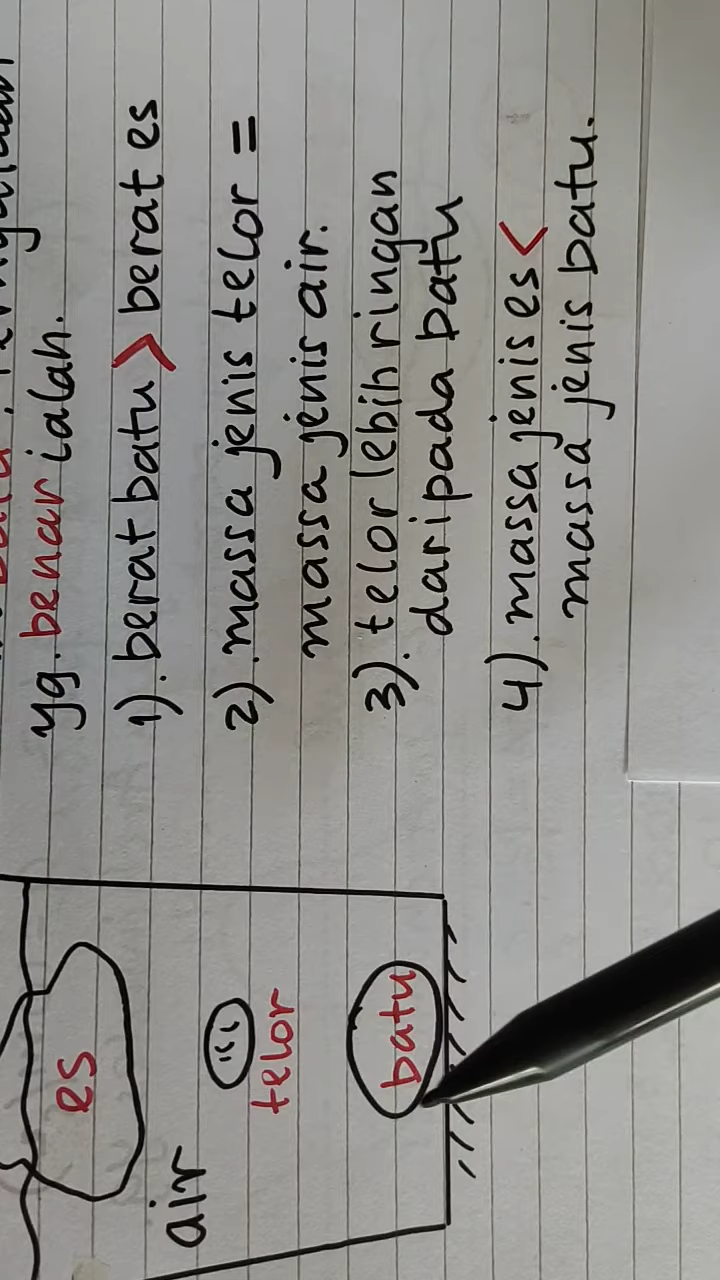 yg. benar ialah.
1). berat batu > berat es
2). massa jenis telor =
massa jenis air.
3). telor lebih ringan
daripada batu
4). massa jenis es <
massa jenis batu.
es
telor
batu
air